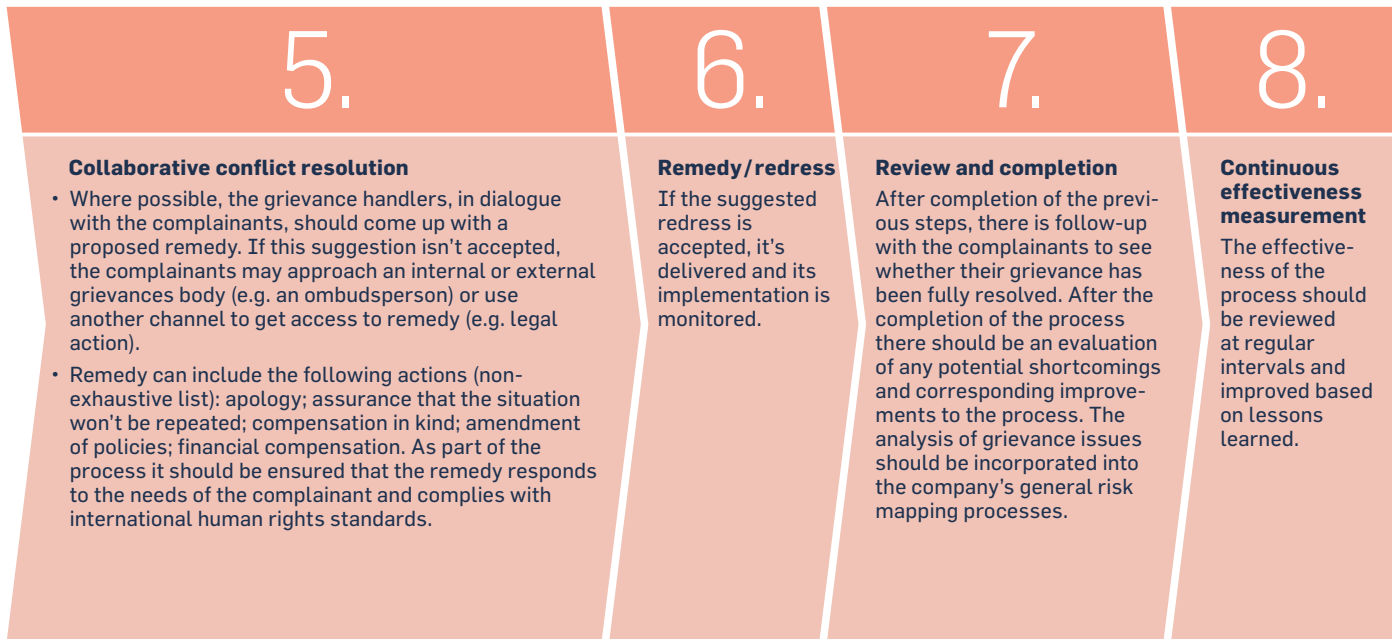 5.
Collaborative conflict resolution
• Where possible, the grievance handlers, in dialogue
with the complainants, should come up with a
proposed remedy. If this suggestion isn't accepted,
the complainants may approach an internal or external
grievances body (e.g. an ombudsperson) or use
another channel to get access to remedy (e.g. legal
action).
• Remedy can include the following actions (non-
exhaustive list): apology; assurance that the situation
won't be repeated; compensation in kind; amendment
of policies; financial compensation. As part of the
process it should be ensured that the remedy responds
to the needs of the complainant and complies with
international human rights standards.
6.
Remedy/redress
If the suggested
redress is
accepted, it's
delivered and its
implementation is
monitored.
7.
Review and completion
After completion of the previ-
ous steps, there is follow-up
with the complainants to see
whether their grievance has
been fully resolved. After the
completion of the process
there should be an evaluation
of any potential shortcomings
and corresponding improve-
ments to the process. The
analysis of grievance issues
should be incorporated into
the company's general risk
mapping processes.
8.
Continuous
effectiveness
measurement
The effective-
ness of the
process should
be reviewed
at regular
intervals and
improved based
on lessons
learned.